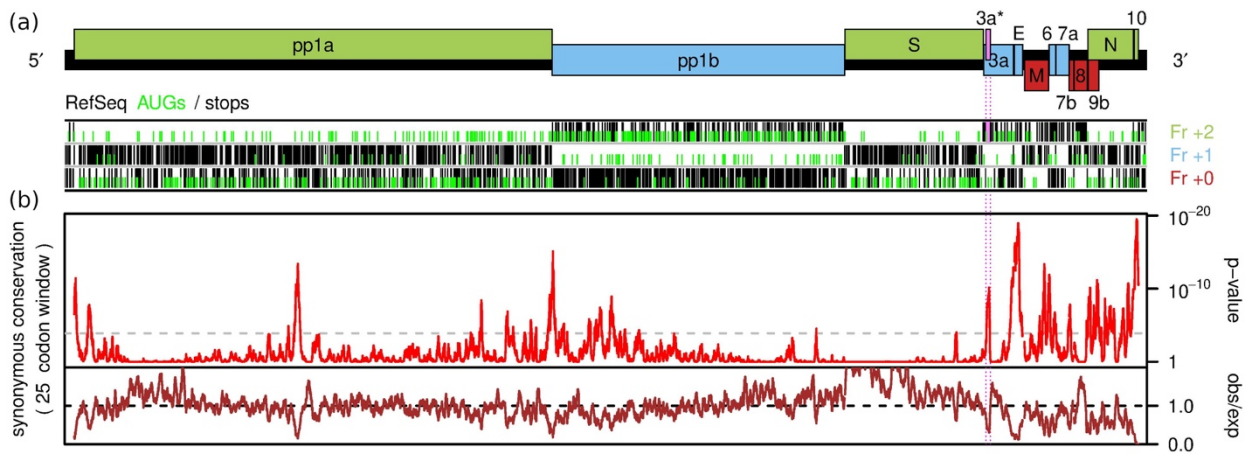 (a)
3a*
10
E
6
7a
pp1a
S
N
5′
pp1b
3a
M
8
3′
7b
9b
RefSeq AUGs / stops
Fr +2
Fr +1
Fr +0
(b)
synonymous conservation
( 25 codon window )
10⁻²⁰
10⁻¹⁰
1
p−value
1.0
0.0
obs/exp